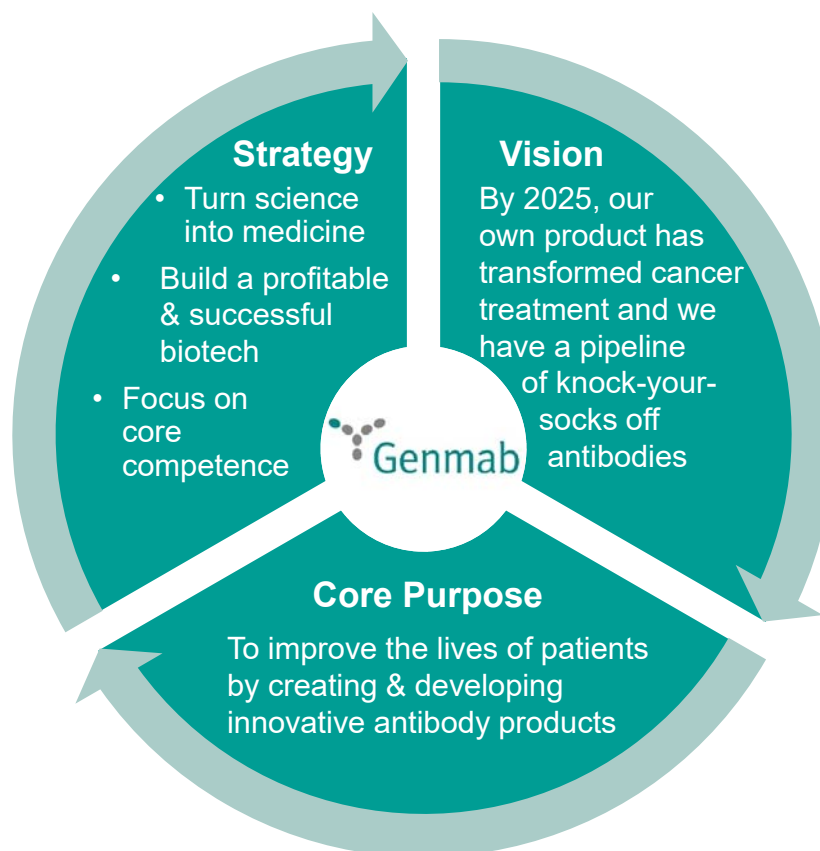 Strategy
• Turn science
into medicine
• Build a profitable
& successful
biotech
• Focus on
core
competence
Vision
By 2025, our
own product has
transformed cancer
treatment and we
have a pipeline
of knock-your-
socks off
antibodies
Genmab
Core Purpose
To improve the lives of patients
by creating & developing
innovative antibody products